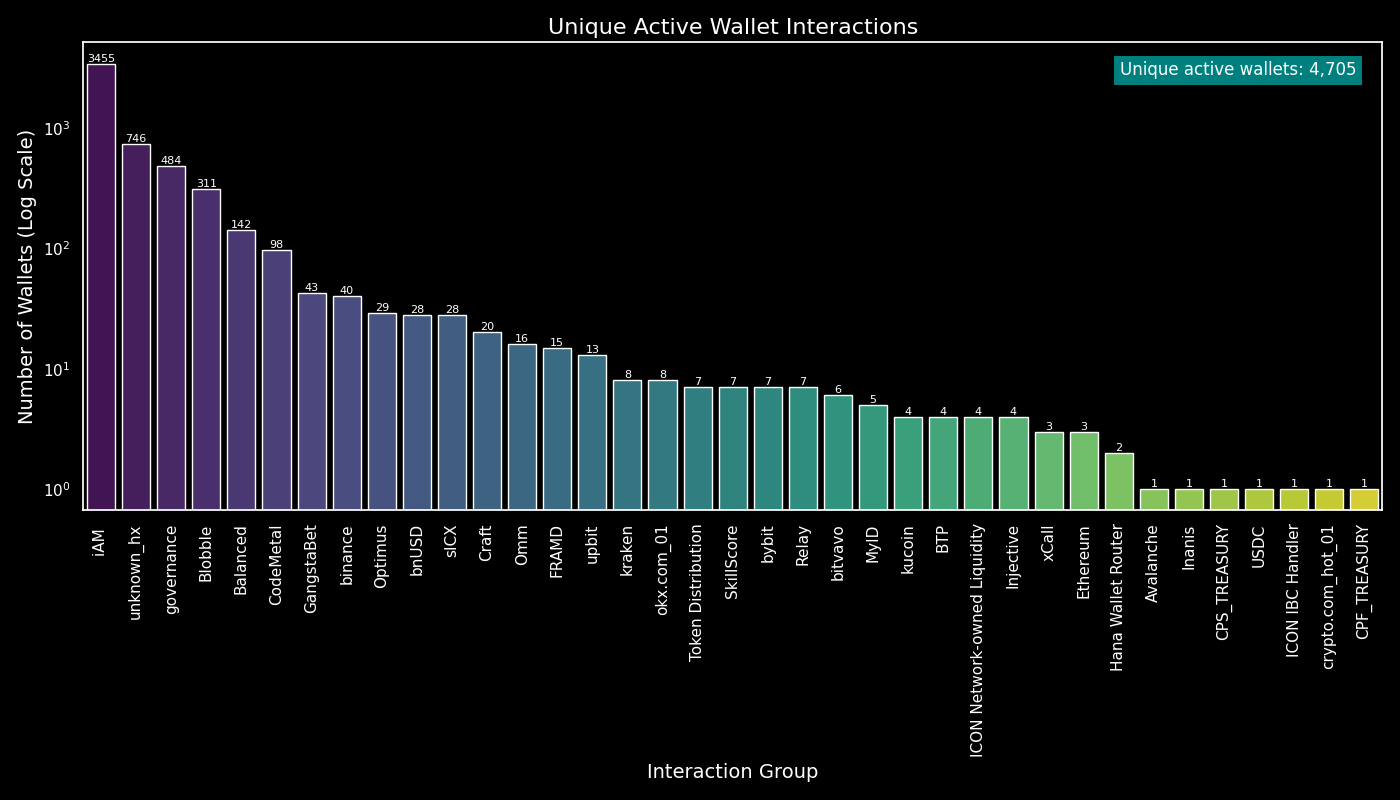 Unique Active Wallet Interactions
Unique active wallets: 4,705
Number of Wallets (Log Scale)
10³
10²
10¹
10⁰
3455
746
484
311
142
98
43
40
29
28
28
20
16
15
13
8
8
7
7
7
7
6
5
4
4
4
4
3
3
2
1
1
1
1
1
1
1
iAM
unknown_hx
governance
Blobble
Balanced
CodeMetal
GangstaBet
binance
Optimus
bnUSD
sICX
Craft
Omm
FRAMD
upbit
kraken
okx.com_01
Token Distribution
SkillScore
bybit
Relay
bitvavo
MyID
kucoin
BTP
ICON Network-owned Liquidity
Injective
xCall
Ethereum
Hana Wallet Router
Avalanche
Inanis
CPS_TREASURY
USDC
ICON IBC Handler
crypto.com_hot_01
CPF_TREASURY
Interaction Group